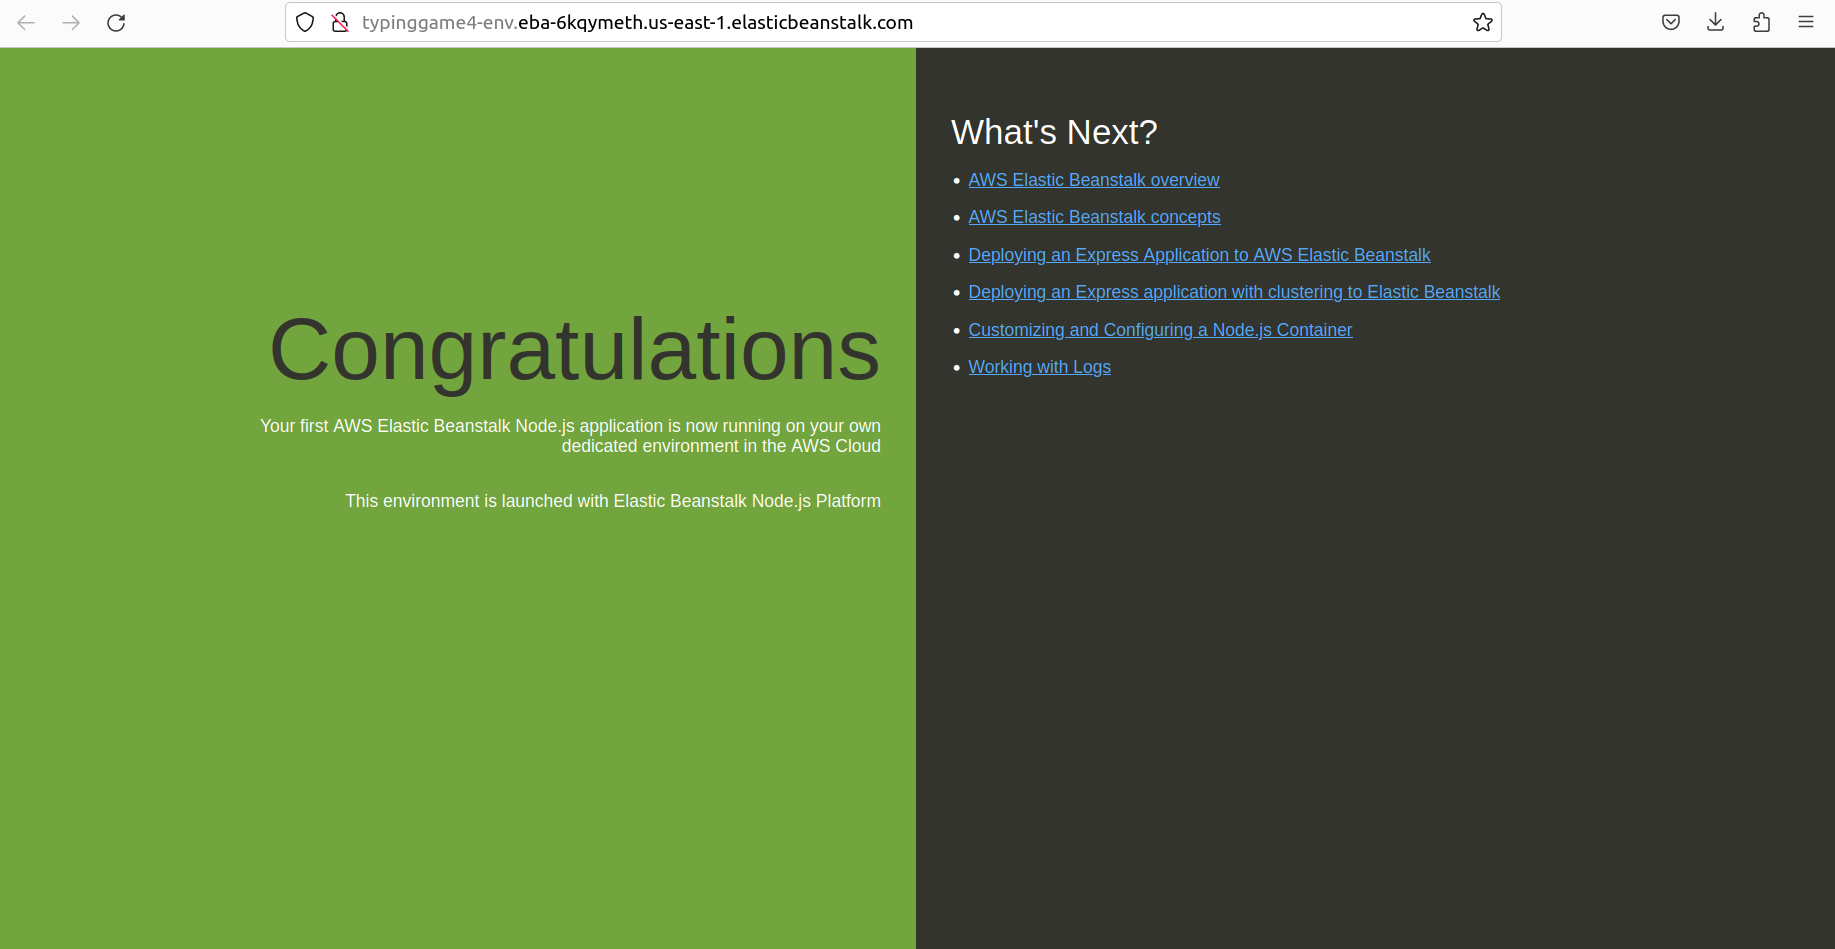 typinggame4-env.eba-6kqymeth.us-east-1.elasticbeanstalk.com
Congratulations
Your first AWS Elastic Beanstalk Node.js application is now running on your own
dedicated environment in the AWS Cloud
This environment is launched with Elastic Beanstalk Node.js Platform
What's Next?
AWS Elastic Beanstalk overview
AWS Elastic Beanstalk concepts
Deploying an Express Application to AWS Elastic Beanstalk
Deploying an Express application with clustering to Elastic Beanstalk
Customizing and Configuring a Node.js Container
Working with Logs